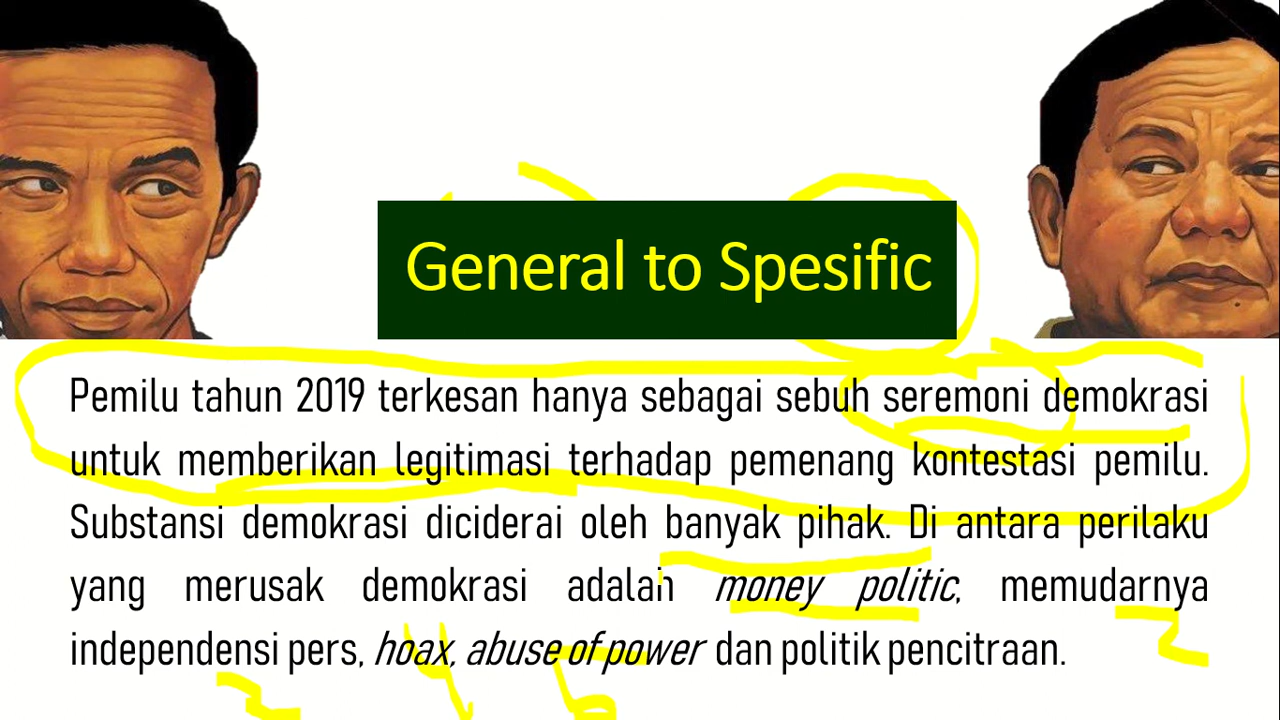 General to Spesific
Pemilu tahun 2019 terkesan hanya sebagai sebuh seremoni demokrasi
untuk memberikan legitimasi terhadap pemenang kontestasi pemilu.
Substansi demokrasi diciderai oleh banyak pihak. Di antara perilaku
yang merusak demokrasi adalah money politic, memudarnya
independensi pers, hoax, abuse of power dan politik pencitraan.